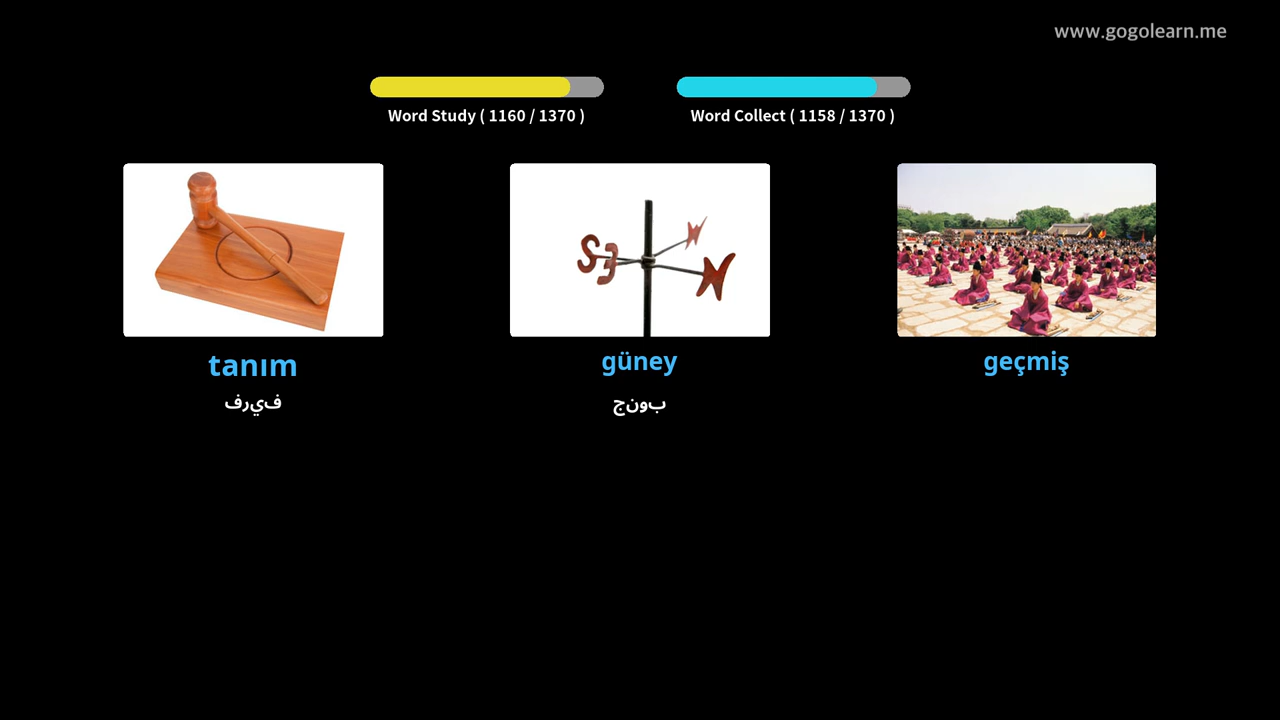 www.gogolearn.me
Word Study ( 1160 / 1370 )
Word Collect ( 1158 / 1370 )
S
E
N
W
tanım
güney
geçmiş
فيرف
بونج